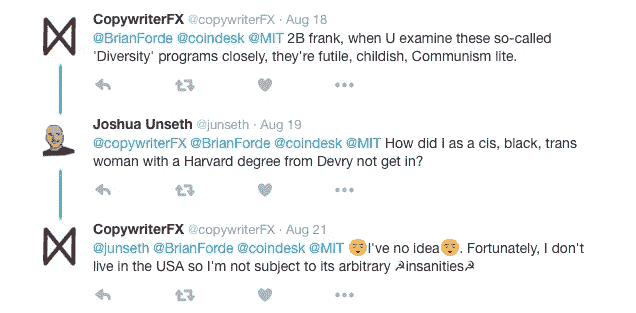 CopywriterFX @copywriterFX · Aug 18
@BrianForde @coindesk @MIT 2B frank, when U examine these so-called
'Diversity' programs closely, they're futile, childish, Communism lite.
Joshua Unseth @junseth · Aug 19
@copywriterFX @BrianForde @coindesk @MIT How did I as a cis, black, trans
woman with a Harvard degree from Devry not get in?
CopywriterFX @copywriterFX · Aug 21
@junseth @BrianForde @coindesk @MIT 😌I've no idea😌. Fortunately, I don't
live in the USA so I'm not subject to its arbitrary ☭insanities☭